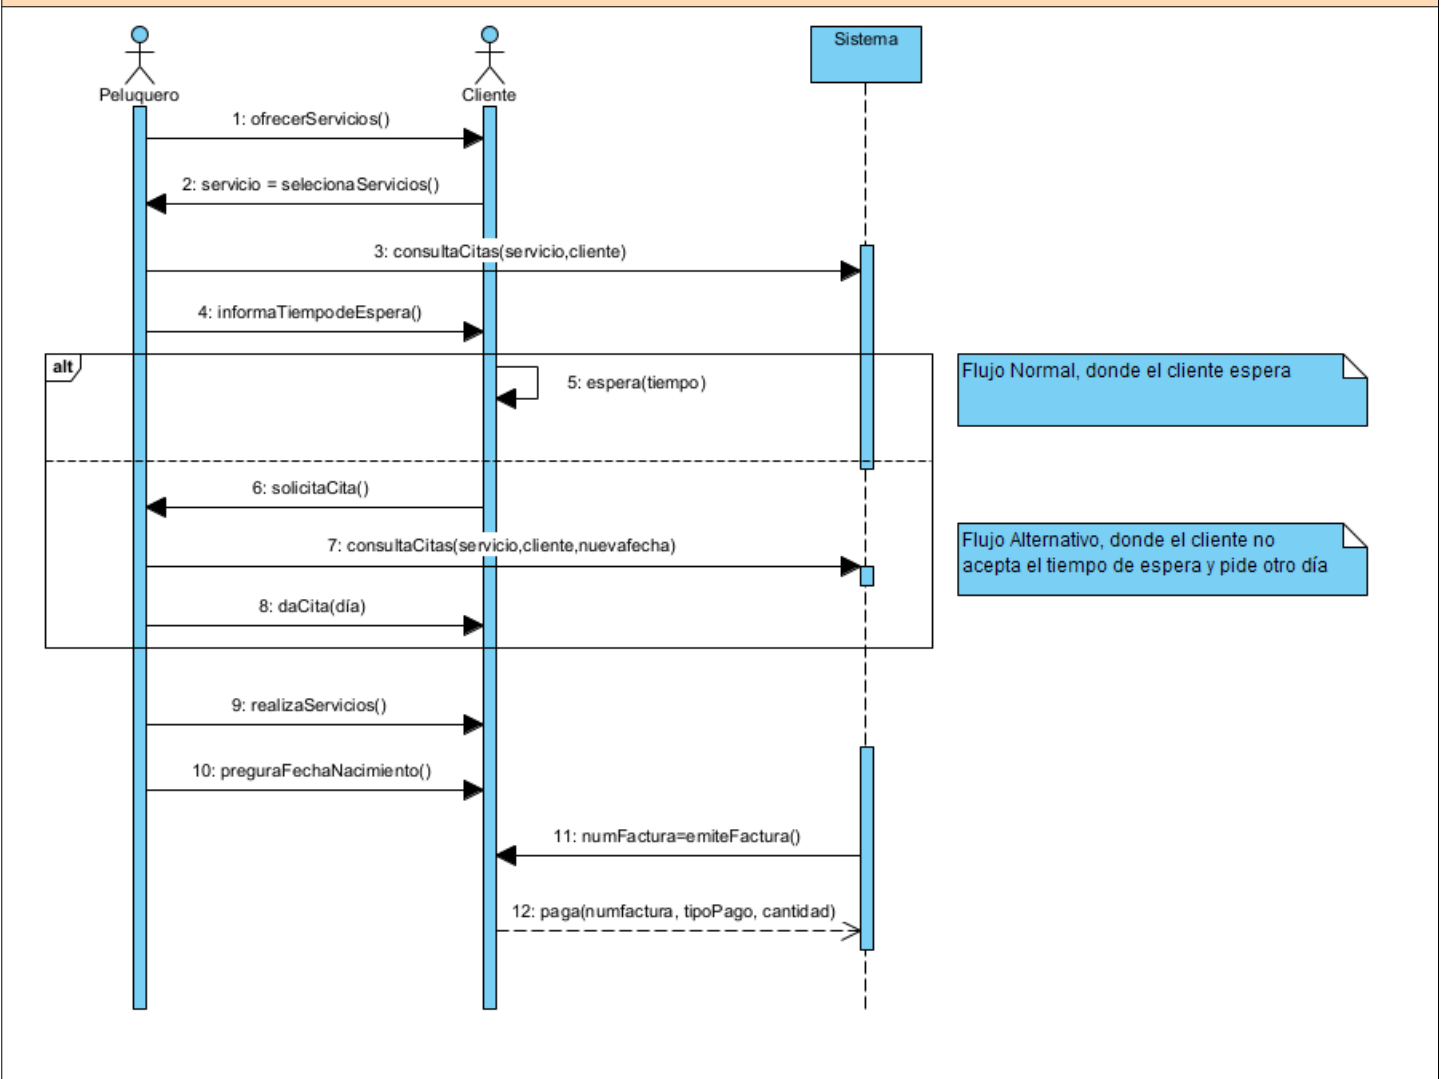 Peluquero
Cliente
Sistema
1: ofrecerServicios()
2: servicio = selecionaServicios()
3: consultaCitas(servicio,cliente)
4: informaTiempodeEspera()
alt
5: espera(tiempo)
Flujo Normal, donde el cliente espera
6: solicitaCita()
7: consultaCitas(servicio,cliente,nuevafecha)
Flujo Alternativo, donde el cliente no
acepta el tiempo de espera y pide otro día
8: daCita(día)
9: realizaServicios()
10: preguraFechaNacimiento()
11: numFactura=emiteFactura()
12: paga(numfactura, tipoPago, cantidad)